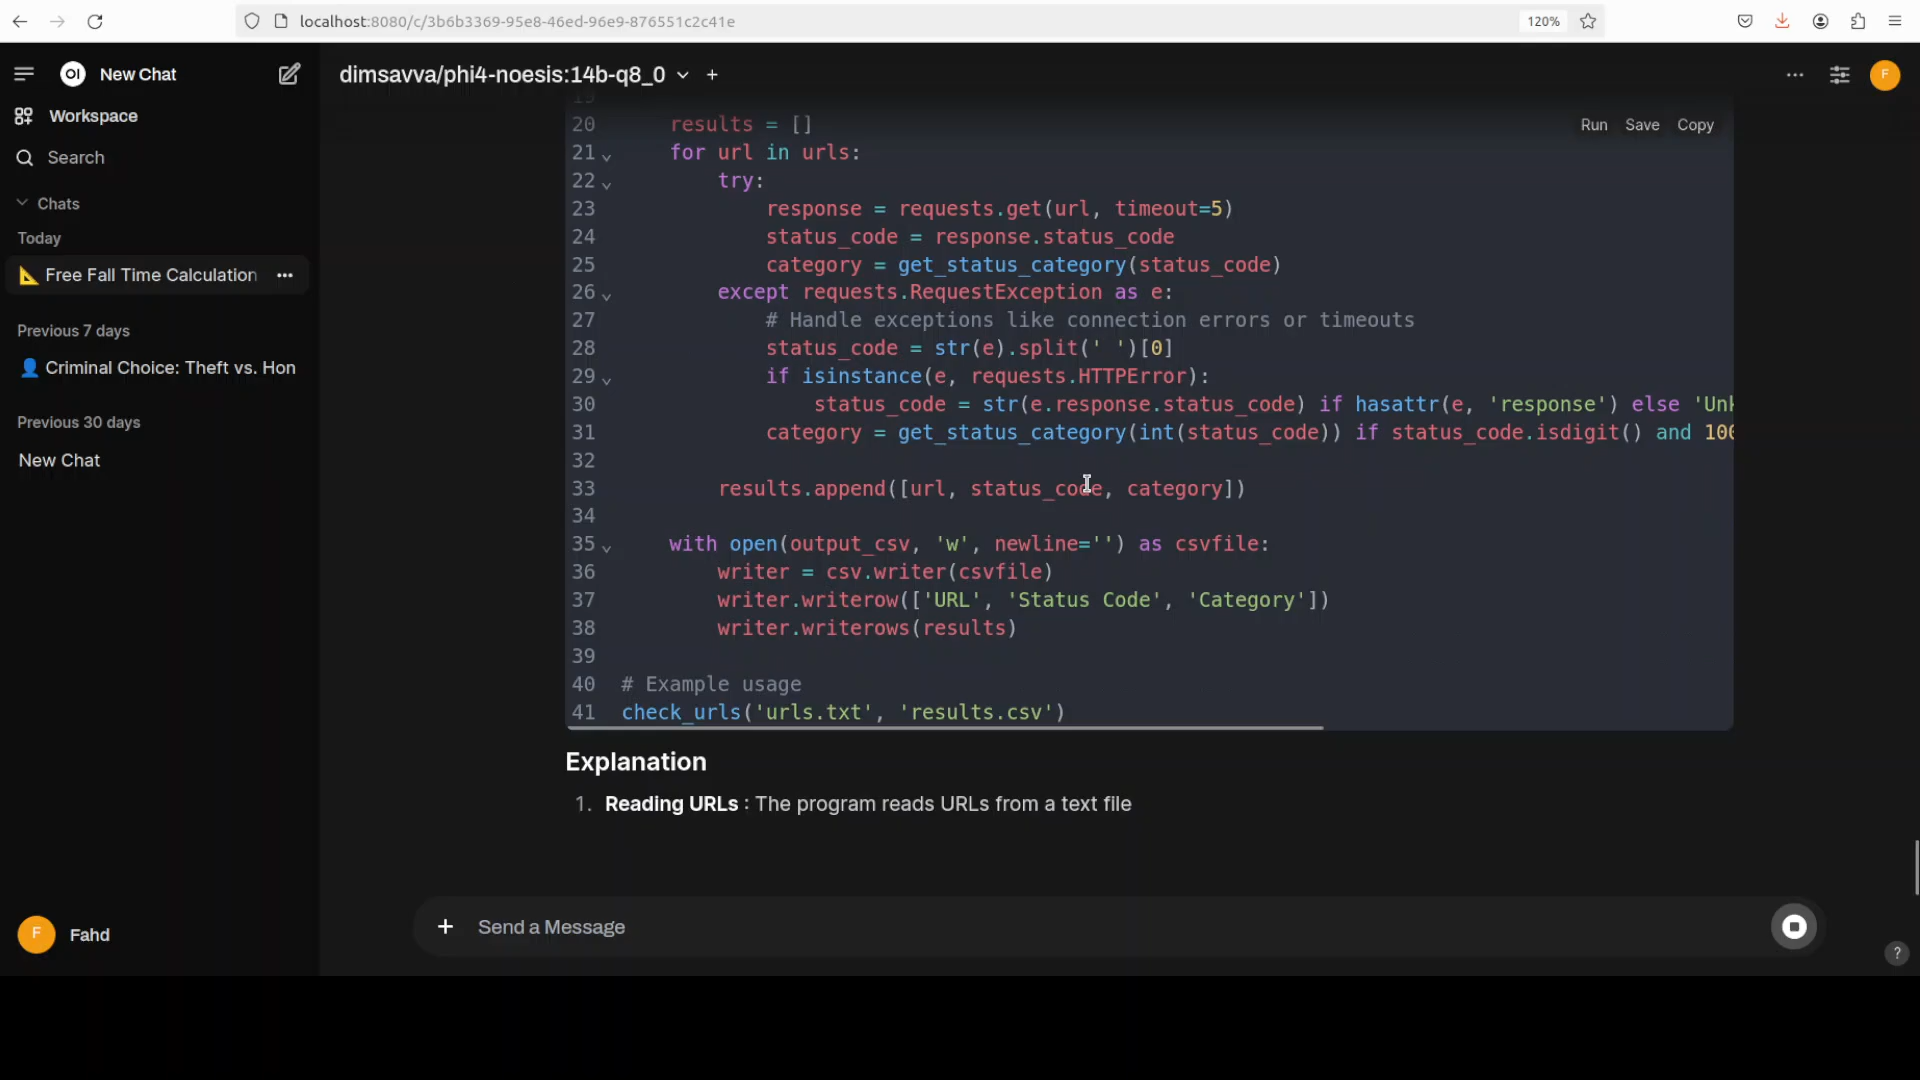 localhost:8080/c/3b6b3369-95e8-46ed-96e9-876551c2c41e
120%
OI
New Chat
Workspace
Search
Chats
Today
📐 Free Fall Time Calculation
Previous 7 days
👤 Criminal Choice: Theft vs. Hon
Previous 30 days
New Chat
F
Fahd
dimsavva/phi4-noesis:14b-q8_0
F
Run Save Copy
19
20 results = []
21 for url in urls:
22 try:
23 response = requests.get(url, timeout=5)
24 status_code = response.status_code
25 category = get_status_category(status_code)
26 except requests.RequestException as e:
27 # Handle exceptions like connection errors or timeouts
28 status_code = str(e).split(' ')[0]
29 if isinstance(e, requests.HTTPError):
30 status_code = str(e.response.status_code) if hasattr(e, 'response') else 'Unk
31 category = get_status_category(int(status_code)) if status_code.isdigit() and 100
32
33 results.append([url, status_code, category])
34
35 with open(output_csv, 'w', newline='') as csvfile:
36 writer = csv.writer(csvfile)
37 writer.writerow(['URL', 'Status Code', 'Category'])
38 writer.writerows(results)
39
40 # Example usage
41 check_urls('urls.txt', 'results.csv')
Explanation
1. Reading URLs : The program reads URLs from a text file
Send a Message
?